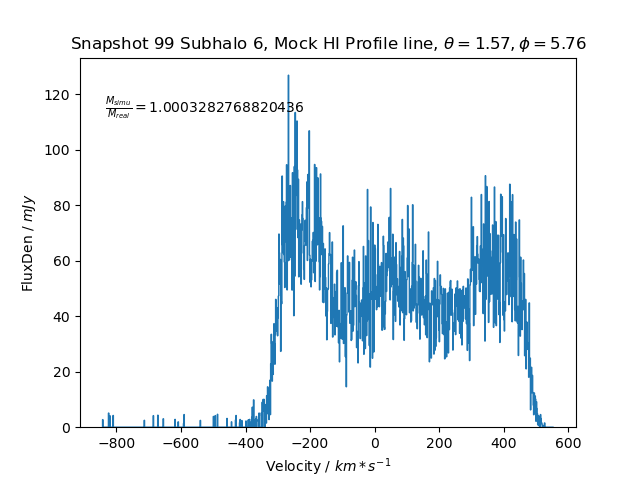 Snapshot 99 Subhalo 6, Mock HI Profile line, θ = 1.57, ϕ = 5.76
M_simu/M_real = 1.0003282768820436
FluxDen / mJy
120
100
80
60
40
20
0
−800 −600 −400 −200 0 200 400 600
Velocity / km * s⁻¹